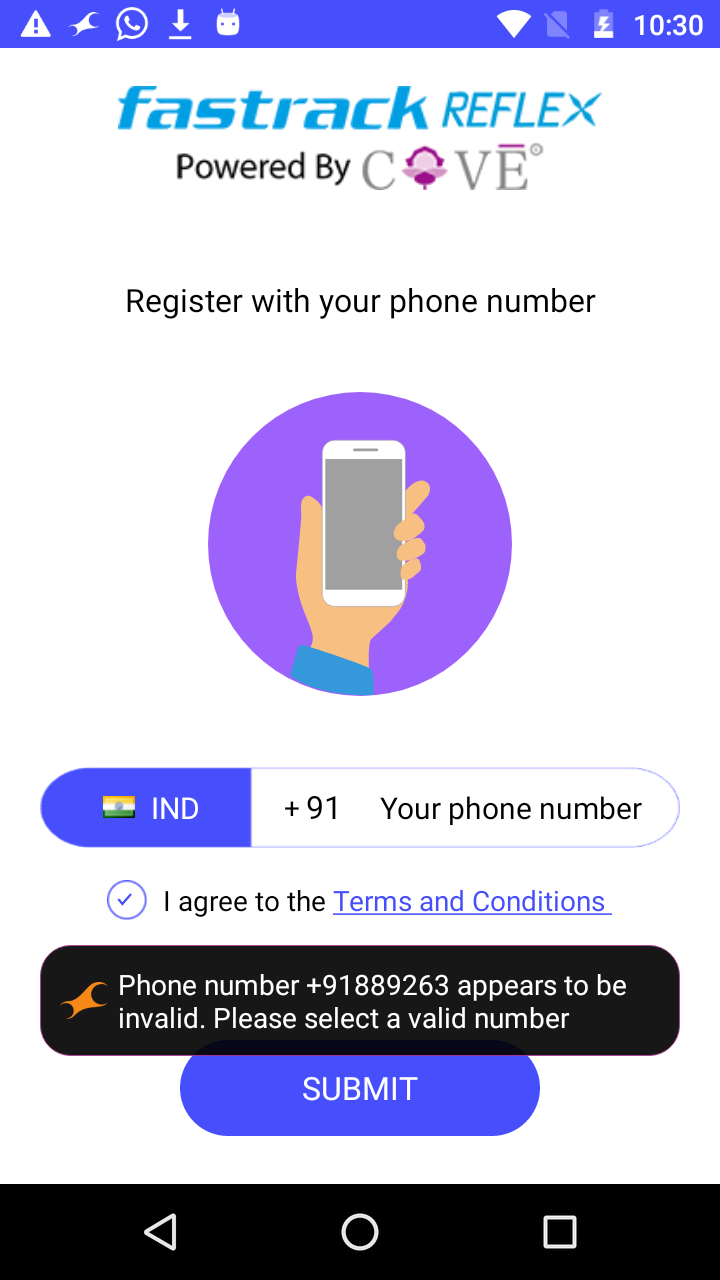 10:30
fastrack REFLEX
Powered By COVE®
Register with your phone number
IND + 91 Your phone number
I agree to the Terms and Conditions
Phone number +91889263 appears to be
invalid. Please select a valid number
SUBMIT